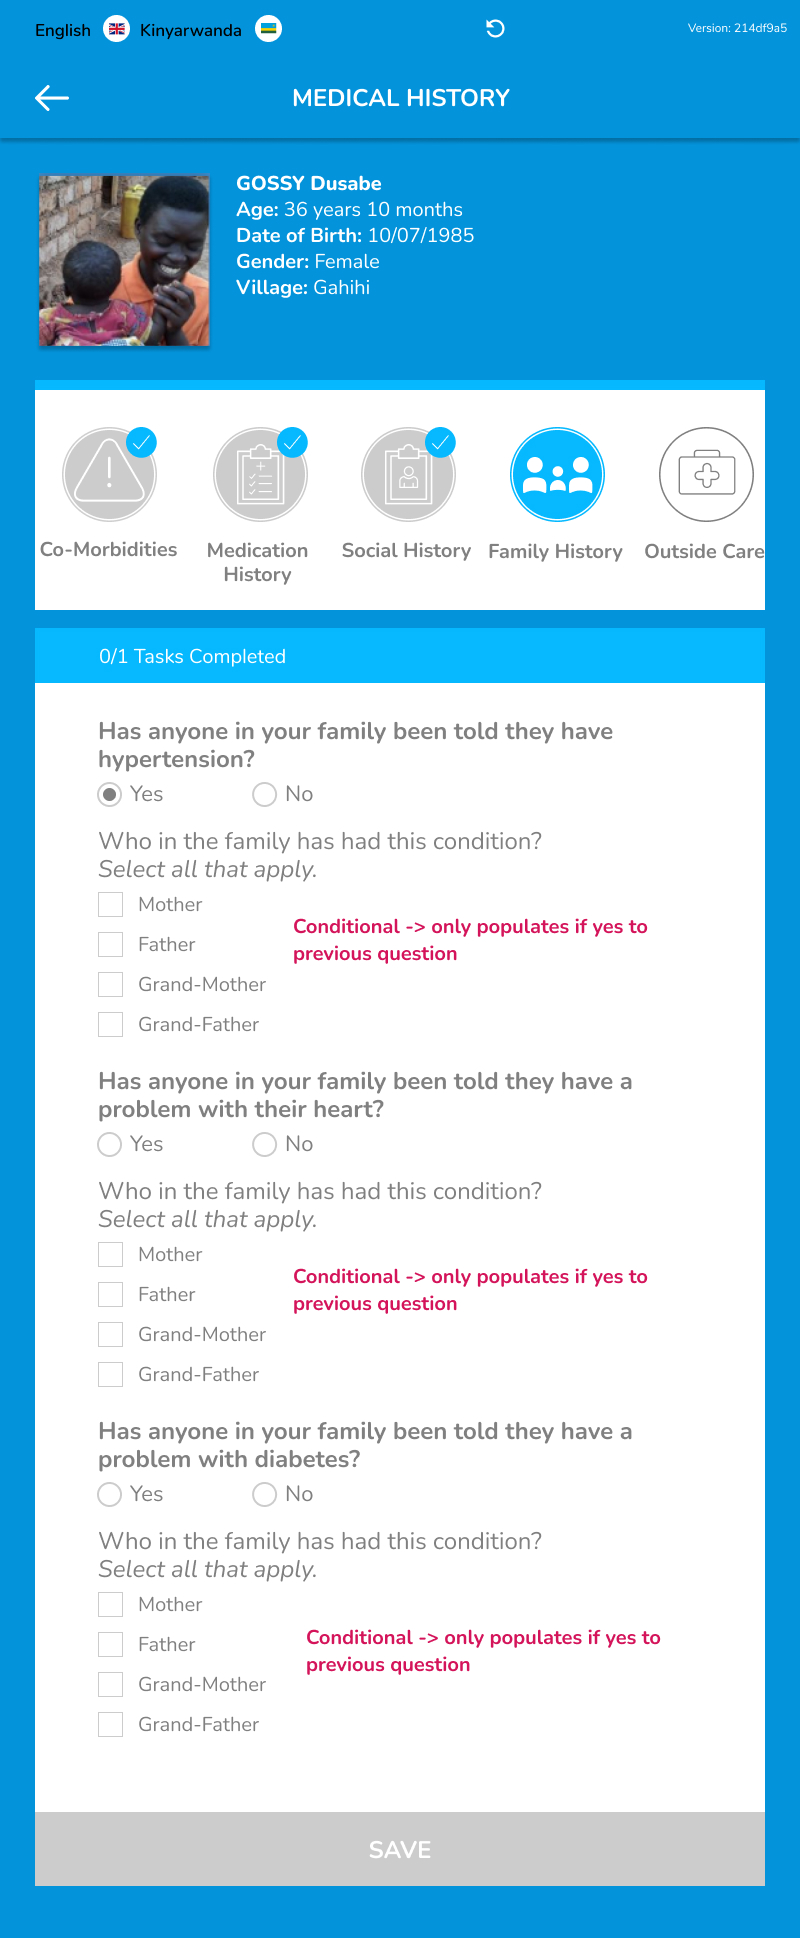 English Kinyarwanda Version: 214df9a5
MEDICAL HISTORY
GOSSY Dusabe
Age: 36 years 10 months
Date of Birth: 10/07/1985
Gender: Female
Village: Gahihi
Co-Morbidities
Medication
History
Social History
Family History
Outside Care
0/1 Tasks Completed
Has anyone in your family been told they have
hypertension?
Yes No
Who in the family has had this condition?
Select all that apply.
Mother
Father
Grand-Mother
Grand-Father
Conditional -> only populates if yes to
previous question
Has anyone in your family been told they have a
problem with their heart?
Yes No
Who in the family has had this condition?
Select all that apply.
Mother
Father
Grand-Mother
Grand-Father
Conditional -> only populates if yes to
previous question
Has anyone in your family been told they have a
problem with diabetes?
Yes No
Who in the family has had this condition?
Select all that apply.
Mother
Father
Grand-Mother
Grand-Father
Conditional -> only populates if yes to
previous question
SAVE